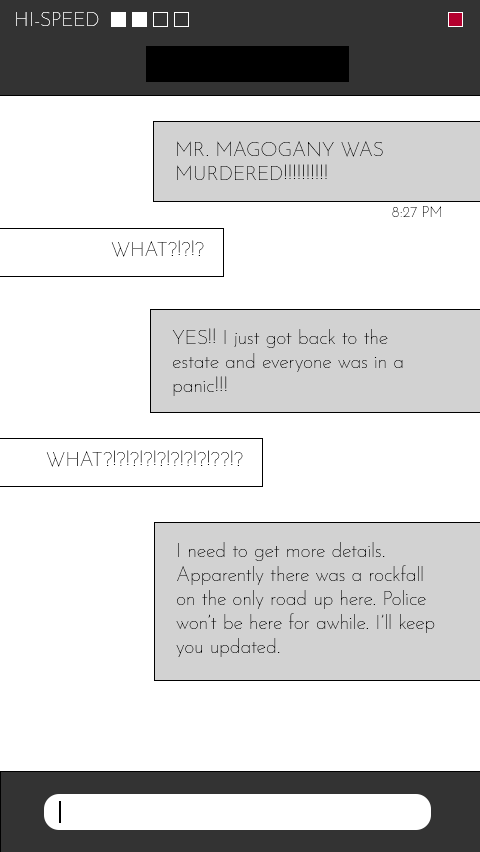 HI-SPEED
MR. MAGOGANY WAS
MURDERED!!!!!!!!!!
8:27 PM
WHAT?!?!?
YES!! I just got back to the
estate and everyone was in a
panic!!!
WHAT?!?!?!?!?!?!?!?!??!?
I need to get more details.
Apparently there was a rockfall
on the only road up here. Police
won't be here for awhile. I'll keep
you updated.